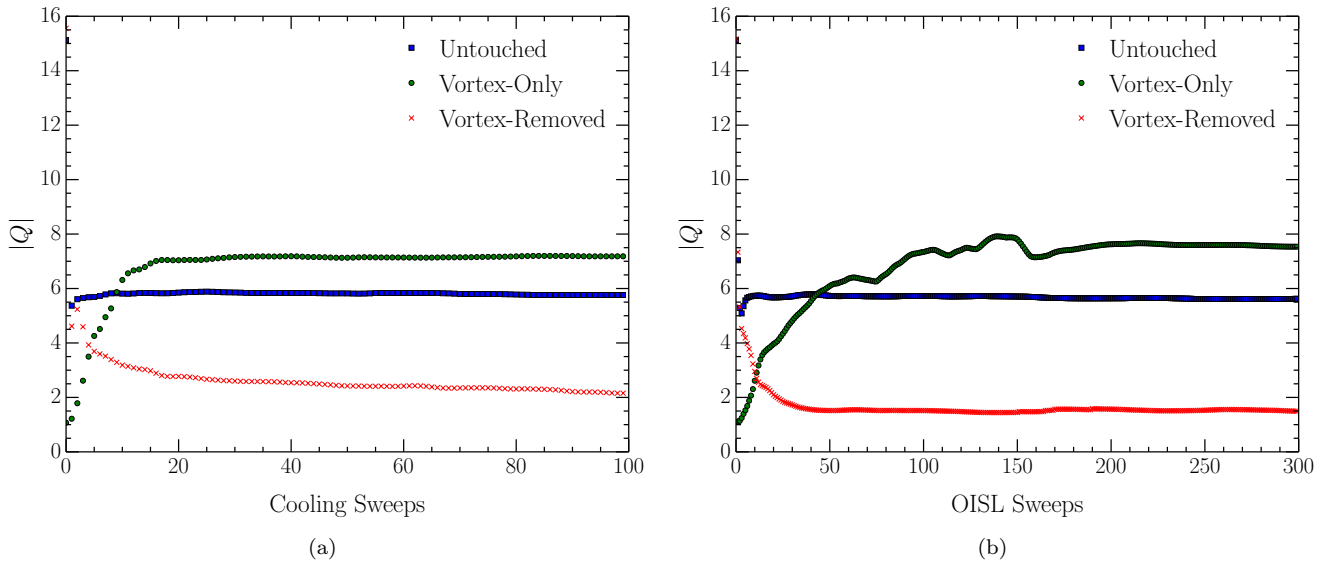 16
14
12
10
8
6
4
2
0
|Q|
0 20 40 60 80 100
Cooling Sweeps
Untouched
Vortex-Only
Vortex-Removed
(a)
16
14
12
10
8
6
4
2
0
|Q|
0 50 100 150 200 250 300
OISL Sweeps
Untouched
Vortex-Only
Vortex-Removed
(b)